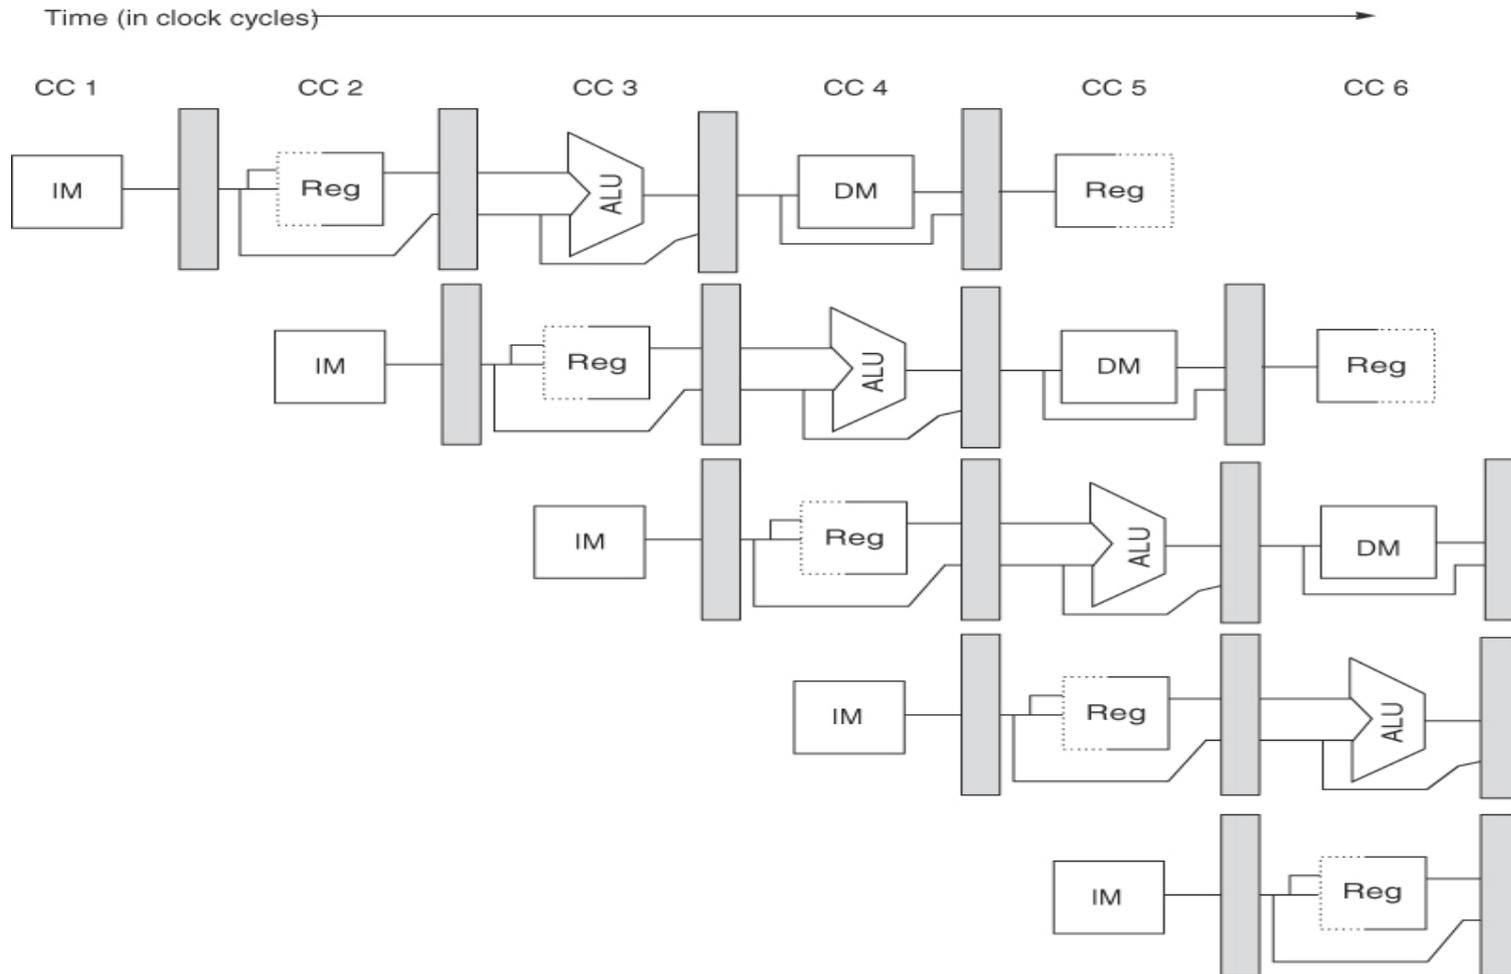 Time (in clock cycles)
CC 1 CC 2 CC 3 CC 4 CC 5 CC 6
IM Reg ALU DM Reg
IM Reg ALU DM Reg
IM Reg ALU DM
IM Reg ALU
IM Reg